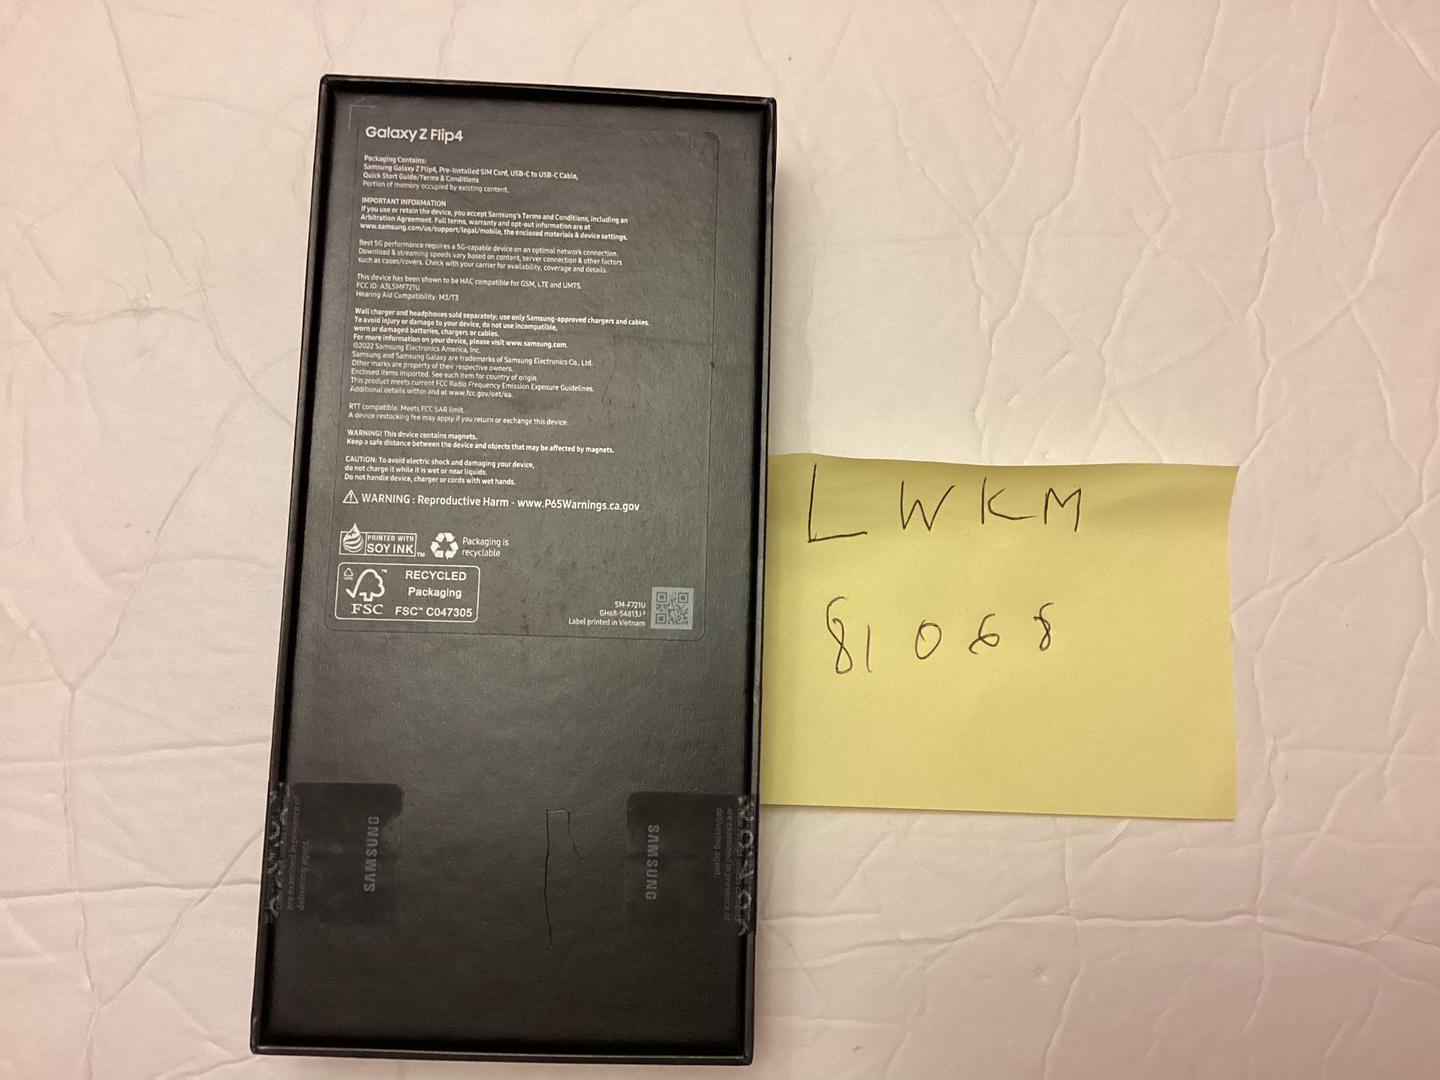 Galaxy Z Flip4
Packaging Contains:
Samsung Galaxy Z Flip4, Pre-Installed SIM Card, USB-C to USB-C Cable,
Quick Start Guide/Terms & Conditions
Portion of memory occupied by existing content.
IMPORTANT INFORMATION
If you use or retain the device, you accept Samsung's Terms and Conditions, including an
Arbitration Agreement. Full terms, warranty and opt-out information are at
www.samsung.com/us/support/legal/mobile, the enclosed materials & device settings.
Best 5G performance requires a 5G-capable device on an optimal network connection.
Download & streaming speeds vary based on content, server connection & other factors
such as cases/covers. Check with your carrier for availability, coverage and details.
This device has been shown to be HAC compatible for GSM, LTE and UMTS.
FCC ID: A3LSMF721U
Hearing Aid Compatibility: M3/T3
Wall charger and headphones sold separately; use only Samsung-approved chargers and cables.
To avoid injury or damage to your device, do not use incompatible,
worn or damaged batteries, chargers or cables.
For more information on your device, please visit www.samsung.com.
©2022 Samsung Electronics America, Inc.
Samsung and Samsung Galaxy are trademarks of Samsung Electronics Co., Ltd.
Other marks are property of their respective owners.
Enclosed items imported. See each item for country of origin.
This product meets current FCC Radio Frequency Emission Exposure Guidelines.
Additional details within and at www.fcc.gov/oet/ea.
RTT compatible. Meets FCC SAR limit.
A device restocking fee may apply if you return or exchange this device.
WARNING! This device contains magnets.
Keep a safe distance between the device and objects that may be affected by magnets.
CAUTION: To avoid electric shock and damaging your device,
do not charge it while it is wet or near liquids.
Do not handle device, charger or cords with wet hands.
⚠ WARNING : Reproductive Harm - www.P65Warnings.ca.gov
PRINTED WITH
SOY INK™
Packaging is
recyclable
FSC
RECYCLED
Packaging
FSC™ C047305
SM-F721U
GH68-54813J
Label printed in Vietnam
SAMSUNG
are examined in presence of
delivering agent.
SAMSUNG
are examined in presence of
delivering agent.
L W K M
81068